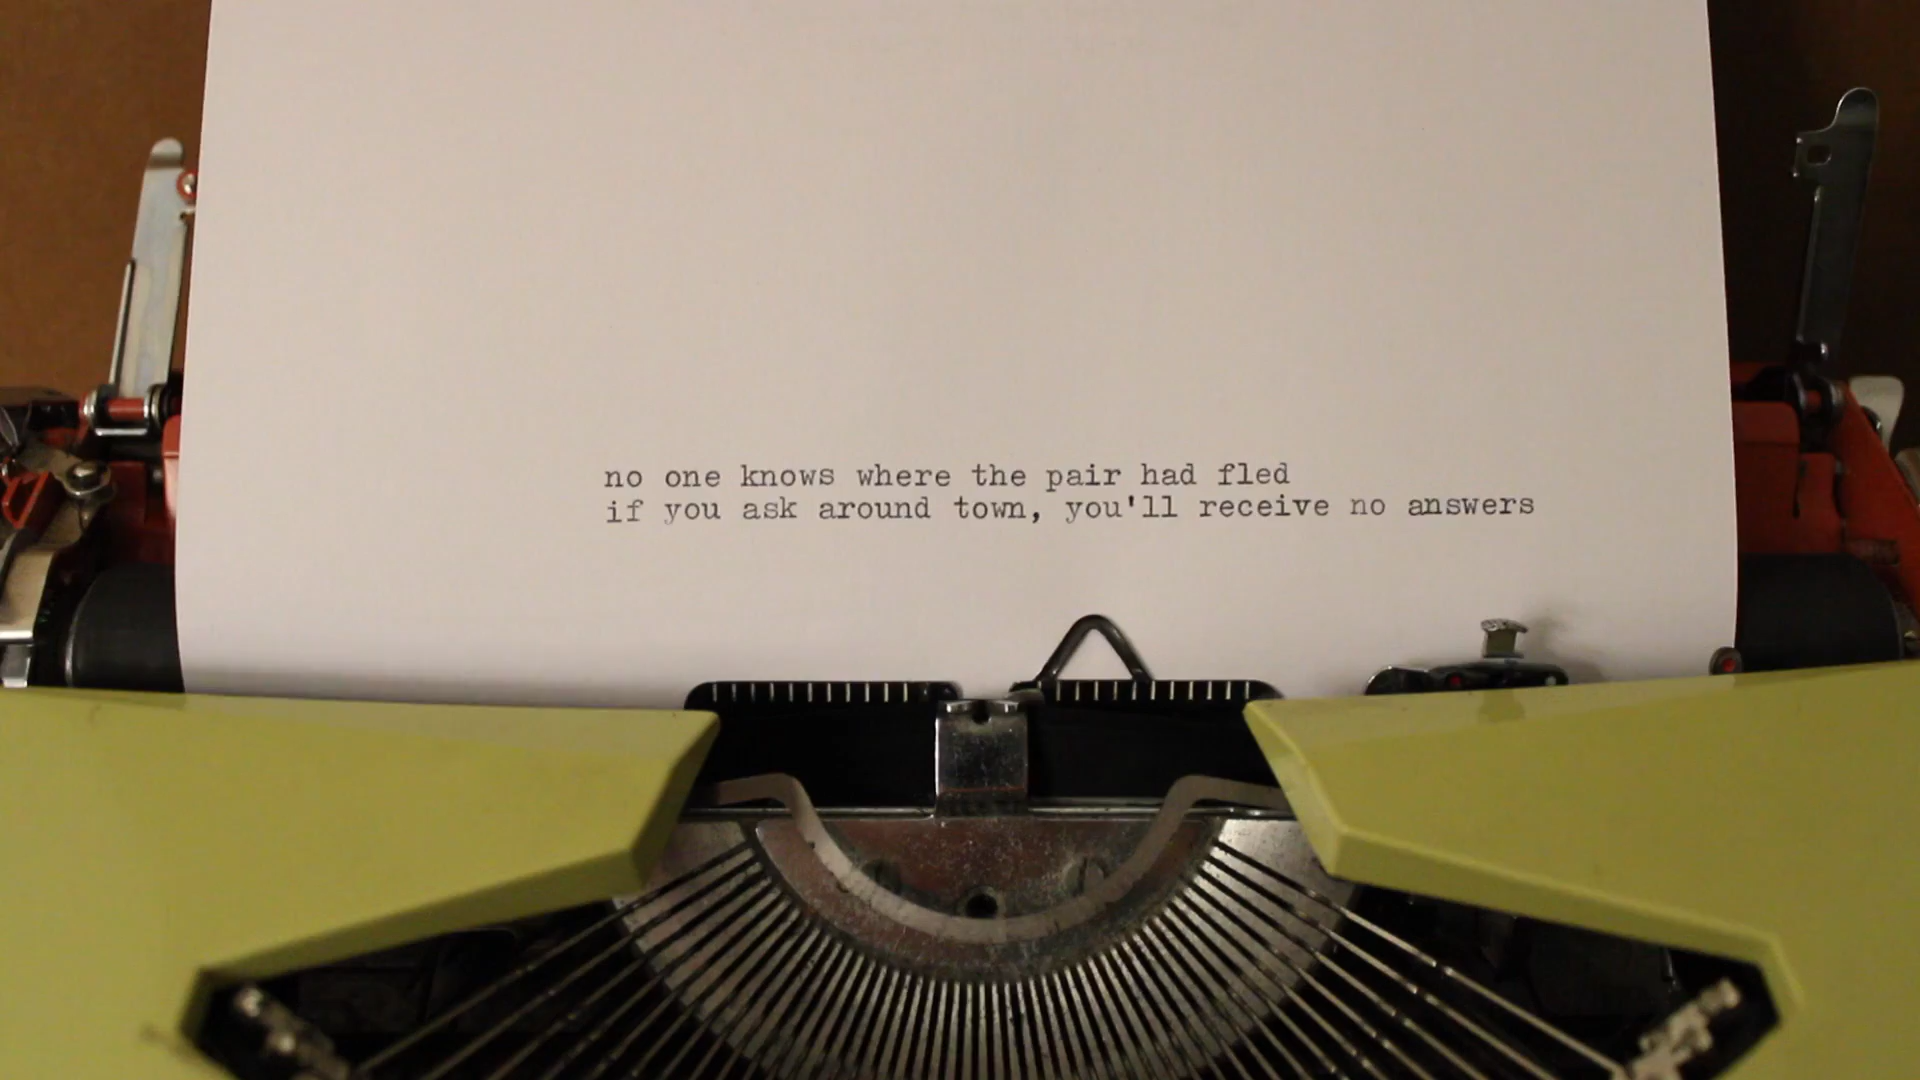 no one knows where the pair had fled
if you ask around town, you'll receive no answers